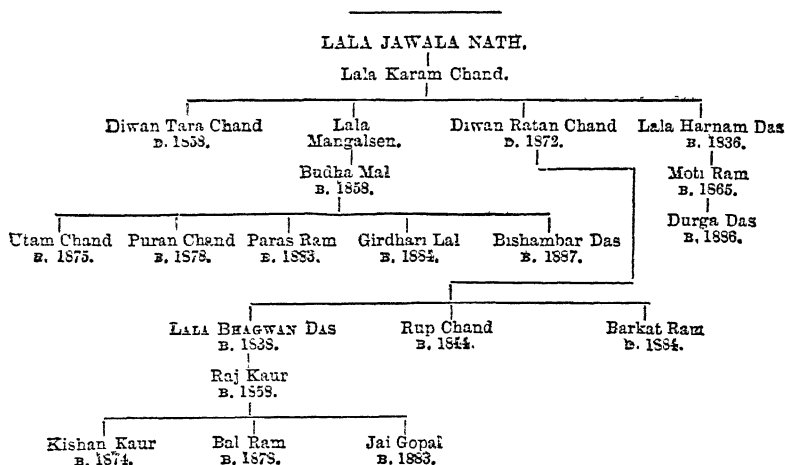 LALA JAWALA NATH.
Lala Karam Chand.
Diwan Tara Chand Lala Diwan Ratan Chand Lala Harnam Das
D. 1858. Mangalsen. D. 1872. B. 1836.
Budha Mal Moti Ram
B. 1858. B. 1865.
Durga Das
B. 1886.
Utam Chand Puran Chand Paras Ram Girdhari Lal Bishambar Das
B. 1875. B. 1878. B. 1883. B. 1884. B. 1887.
LALA BHAGWAN DAS Rup Chand Barkat Ram
B. 1838. B. 1844. D. 1884.
Raj Kaur
B. 1858.
Kishan Kaur Bal Ram Jai Gopal
B. 1874. B. 1878. B. 1883.